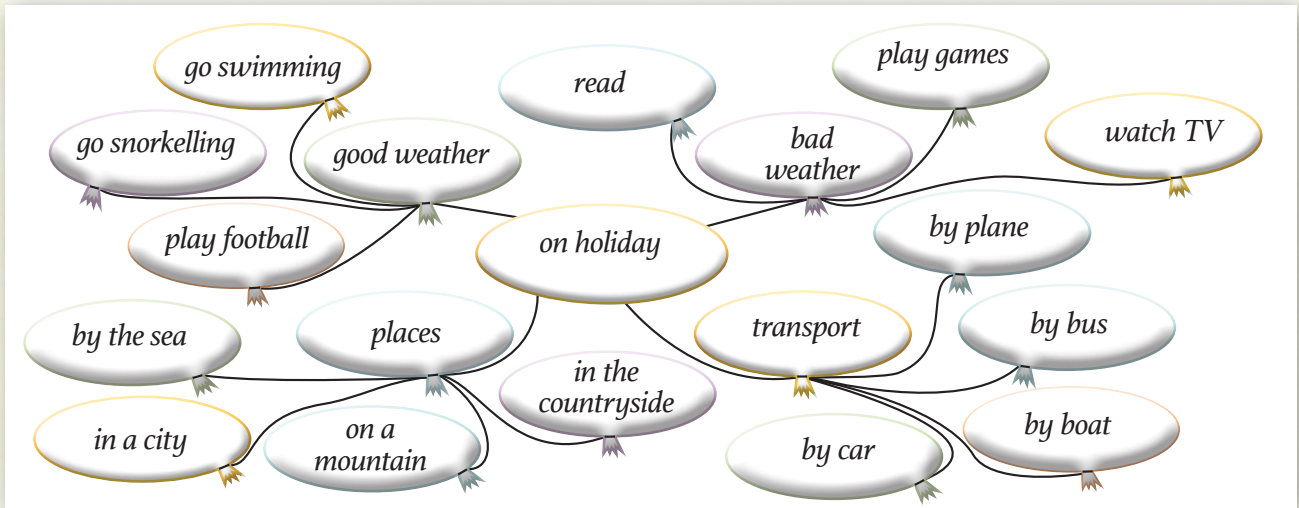 go swimming
read
play games
go snorkelling
good weather
bad
weather
watch TV
play football
on holiday
by plane
by the sea
places
transport
by bus
in the
countryside
in a city
on a
mountain
by car
by boat